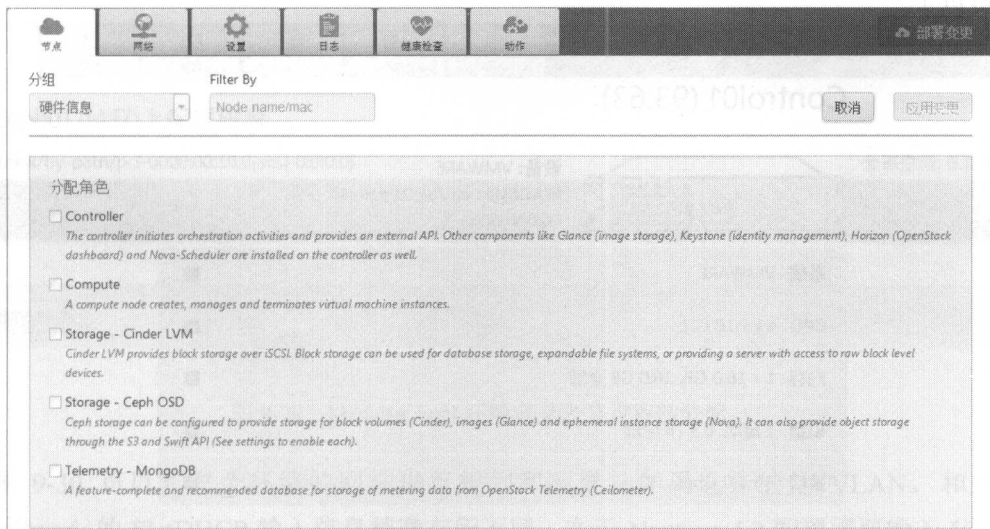 节点
网络
设置
日志
健康检查
动作
部署变更
分组
Filter By
硬件信息
Node name/mac
取消
应用变更
分配角色
Controller
The controller initiates orchestration activities and provides an external API. Other components like Glance (image storage), Keystone (identity management), Horizon (OpenStack
dashboard) and Nova-Scheduler are installed on the controller as well.
Compute
A compute node creates, manages and terminates virtual machine instances.
Storage - Cinder LVM
Cinder LVM provides block storage over iSCSI. Block storage can be used for database storage, expandable file systems, or providing a server with access to raw block level
devices.
Storage - Ceph OSD
Ceph storage can be configured to provide storage for block volumes (Cinder), images (Glance) and ephemeral instance storage (Nova). It can also provide object storage
through the S3 and Swift API (See settings to enable each).
Telemetry - MongoDB
A feature-complete and recommended database for storage of metering data from OpenStack Telemetry (Ceilometer).